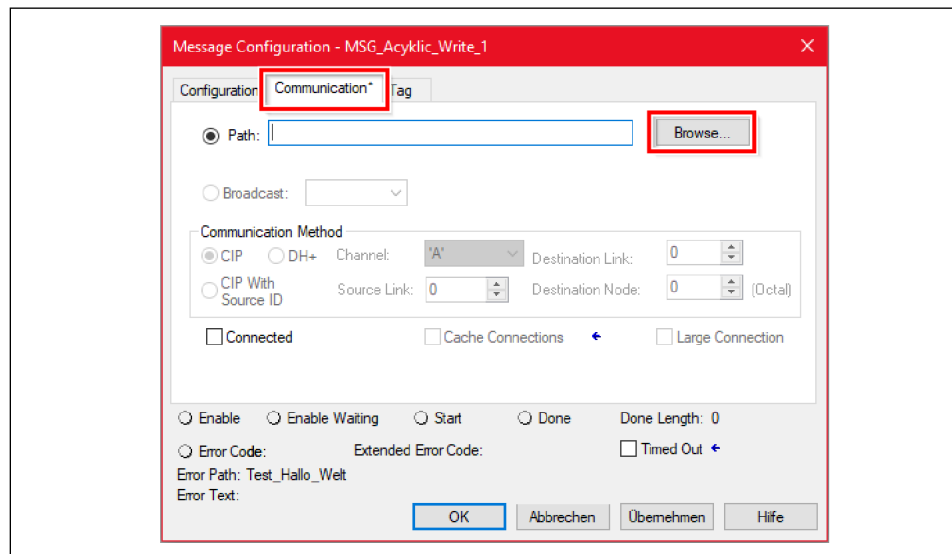 Message Configuration - MSG_Acyklic_Write_1
Configuration Communication* Tag
Path: Browse...
Broadcast:
Communication Method
CIP DH+ Channel: 'A' Destination Link: 0
CIP With Source ID Source Link: 0 Destination Node: 0 (Octal)
Connected Cache Connections Large Connection
Enable Enable Waiting Start Done Done Length: 0
Error Code: Extended Error Code: Timed Out
Error Path: Test_Hallo_Welt
Error Text:
OK Abbrechen Übernehmen Hilfe